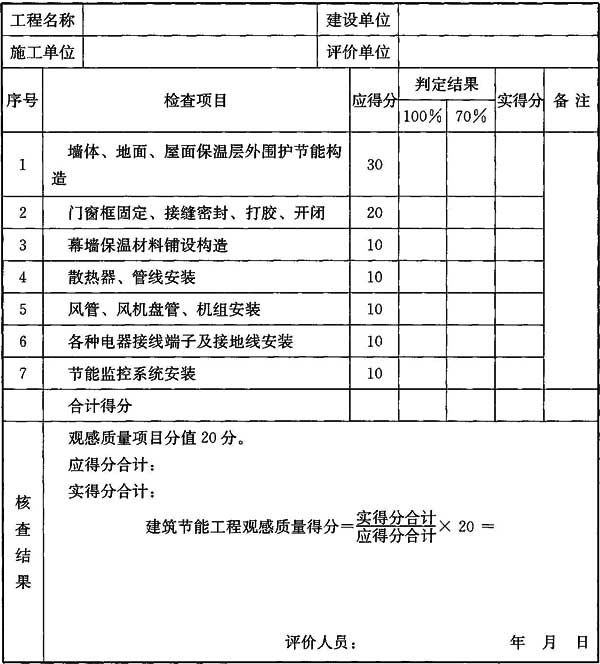 工程名称 建设单位
施工单位 评价单位
序号 检查项目 应得分 判定结果 实得分 备注
100% 70%
1 墙体、地面、屋面保温层外围护节能构
造 30
2 门窗框固定、接缝密封、打胶、开闭 20
3 幕墙保温材料铺设构造 10
4 散热器、管线安装 10
5 风管、风机盘管、机组安装 10
6 各种电器接线端子及接地线安装 10
7 节能监控系统安装 10
合计得分
核查结果
观感质量项目分值20分。
应得分合计：
实得分合计：
建筑节能工程观感质量得分=实得分合计/应得分合计×20=
评价人员： 年 月 日